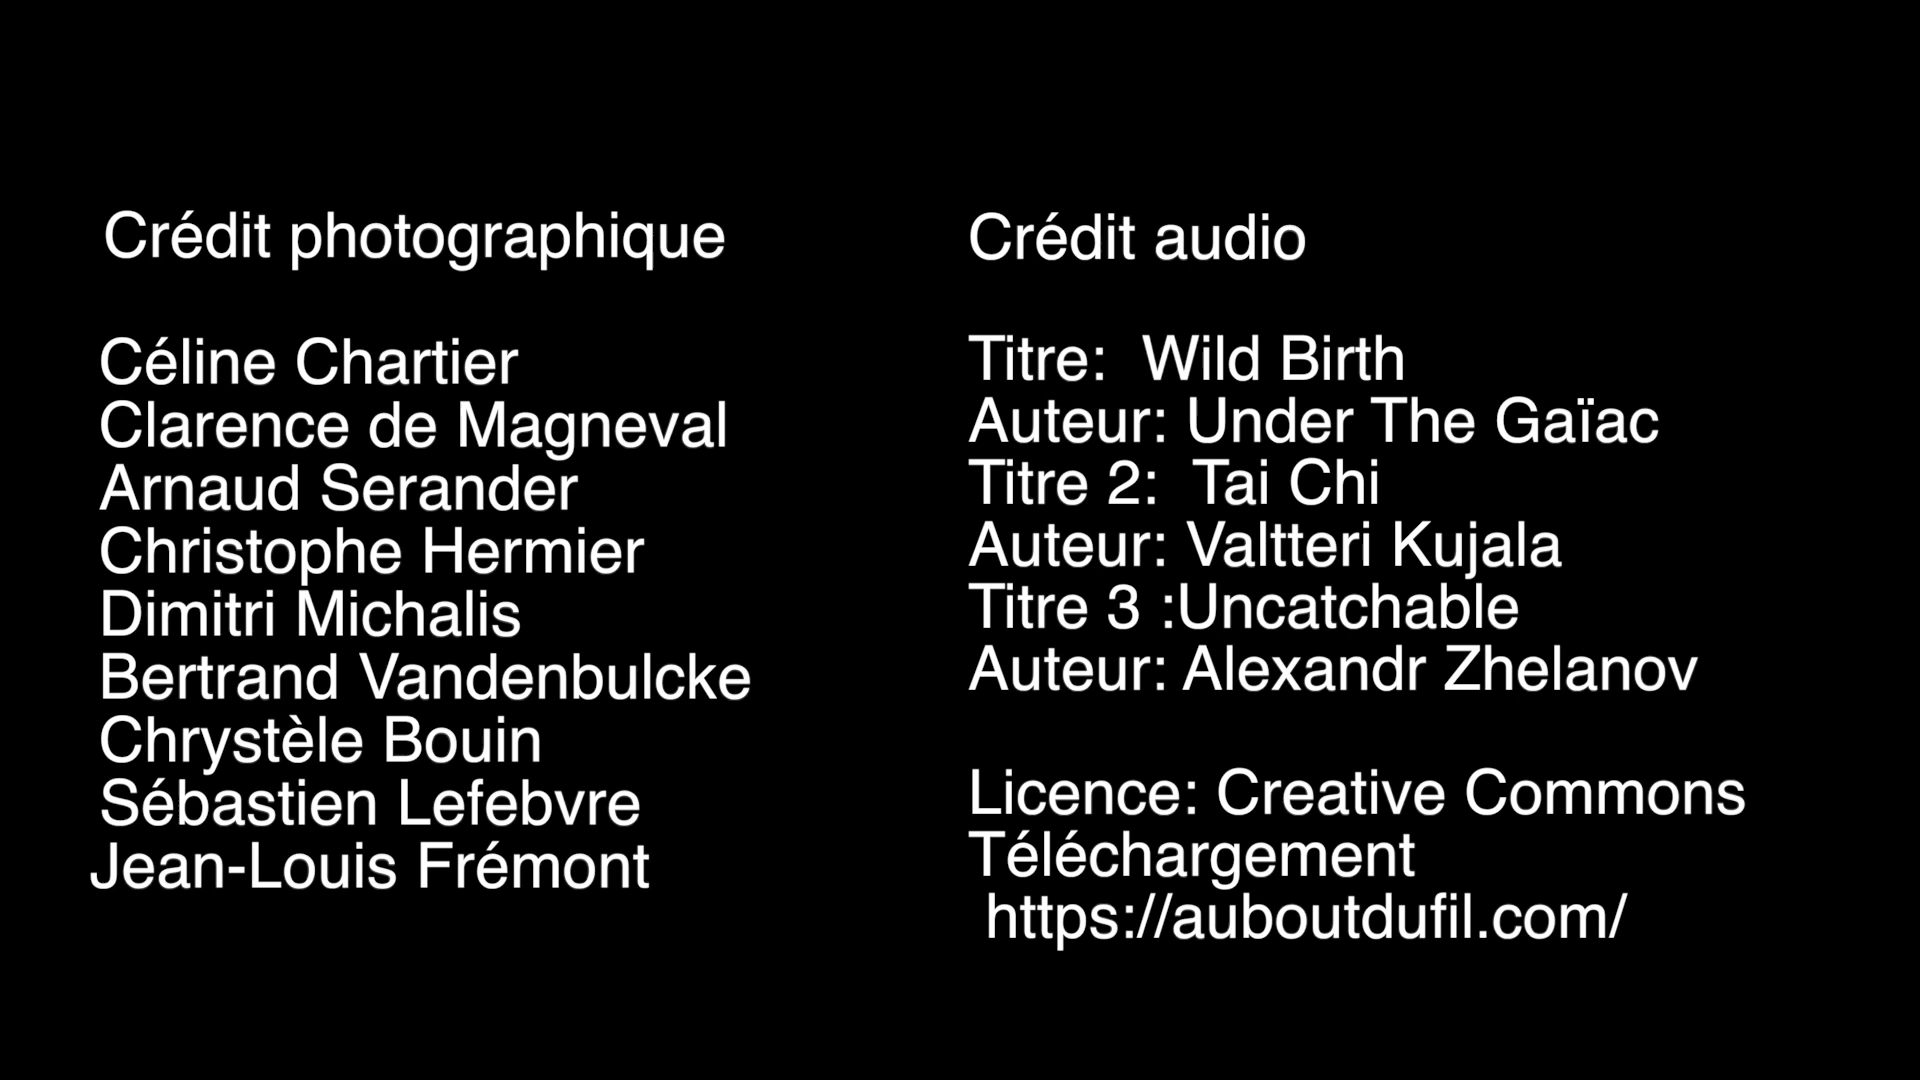 Crédit photographique
Céline Chartier
Clarence de Magneval
Arnaud Serander
Christophe Hermier
Dimitri Michalis
Bertrand Vandenbulcke
Chrystèle Bouin
Sébastien Lefebvre
Jean-Louis Frémont
Crédit audio
Titre:  Wild Birth
Auteur: Under The Gaïac
Titre 2:  Tai Chi
Auteur: Valtteri Kujala
Titre 3 :Uncatchable
Auteur: Alexandr Zhelanov
Licence: Creative Commons
Téléchargement
https://auboutdufil.com/